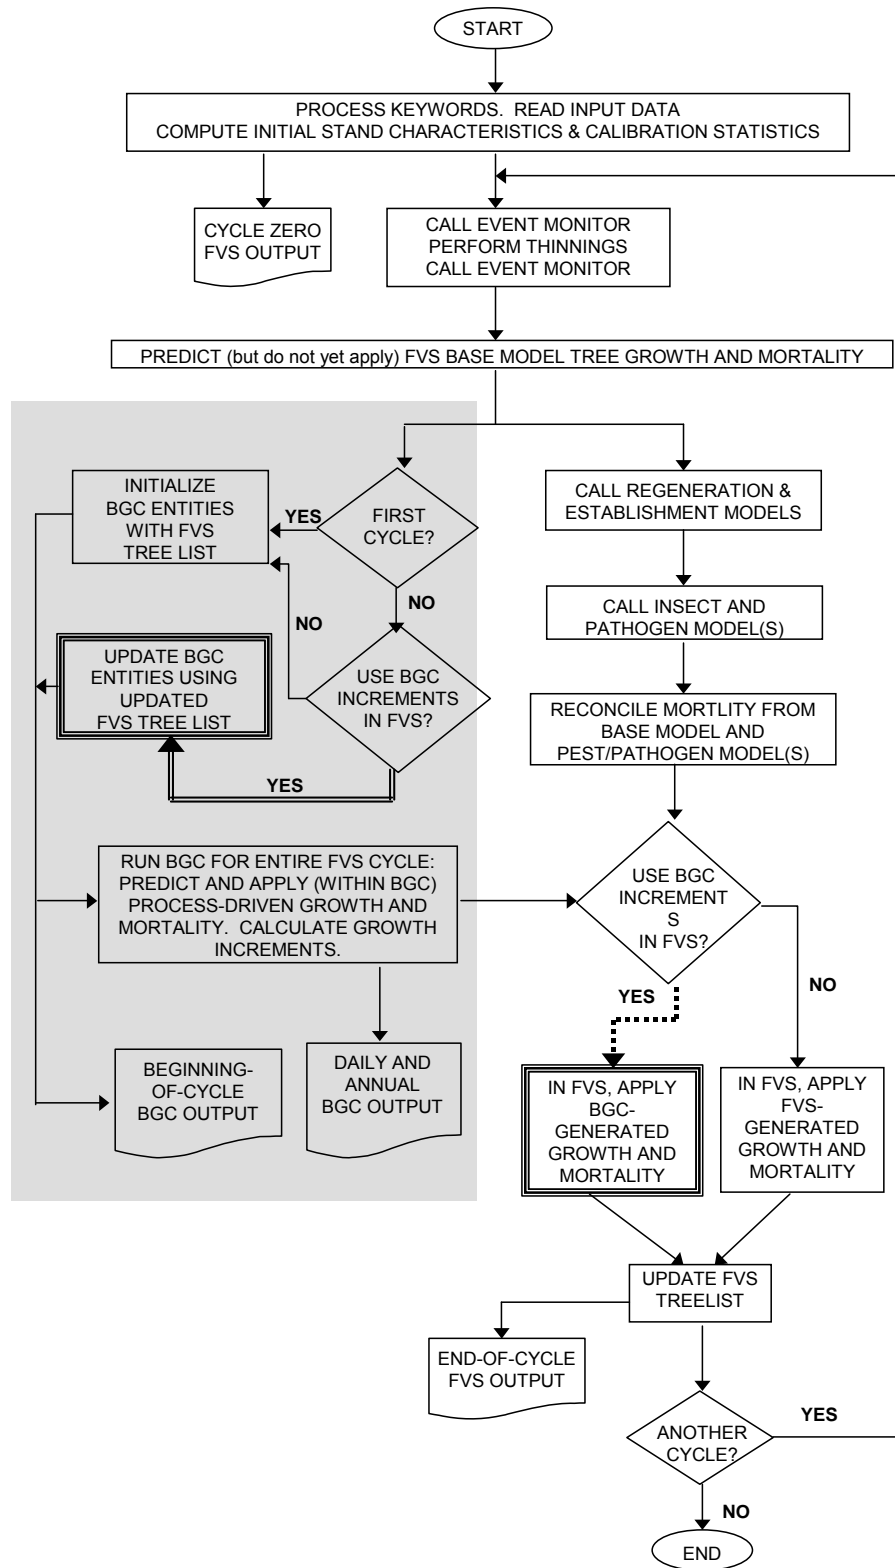 START
PROCESS KEYWORDS.  READ INPUT DATA
COMPUTE INITIAL STAND CHARACTERISTICS & CALIBRATION STATISTICS
CYCLE ZERO
FVS OUTPUT
CALL EVENT MONITOR
PERFORM THINNINGS
CALL EVENT MONITOR
PREDICT (but do not yet apply) FVS BASE MODEL TREE GROWTH AND MORTALITY
INITIALIZE
BGC ENTITIES
WITH FVS
TREE LIST
YES
FIRST
CYCLE?
NO
NO
UPDATE BGC
ENTITIES USING
UPDATED
FVS TREE LIST
USE BGC
INCREMENTS
IN FVS?
YES
CALL REGENERATION &
ESTABLISHMENT MODELS
CALL INSECT AND
PATHOGEN MODEL(S)
RECONCILE MORTLITY FROM
BASE MODEL AND
PEST/PATHOGEN MODEL(S)
RUN BGC FOR ENTIRE FVS CYCLE:
PREDICT AND APPLY (WITHIN BGC)
PROCESS-DRIVEN GROWTH AND
MORTALITY.  CALCULATE GROWTH
INCREMENTS.
USE BGC
INCREMENT
S
IN FVS?
YES
NO
BEGINNING-
OF-CYCLE
BGC OUTPUT
DAILY AND
ANNUAL
BGC OUTPUT
IN FVS, APPLY
BGC-
GENERATED
GROWTH AND
MORTALITY
IN FVS, APPLY
FVS-
GENERATED
GROWTH AND
MORTALITY
UPDATE FVS
TREELIST
END-OF-CYCLE
FVS OUTPUT
ANOTHER
CYCLE?
YES
NO
END